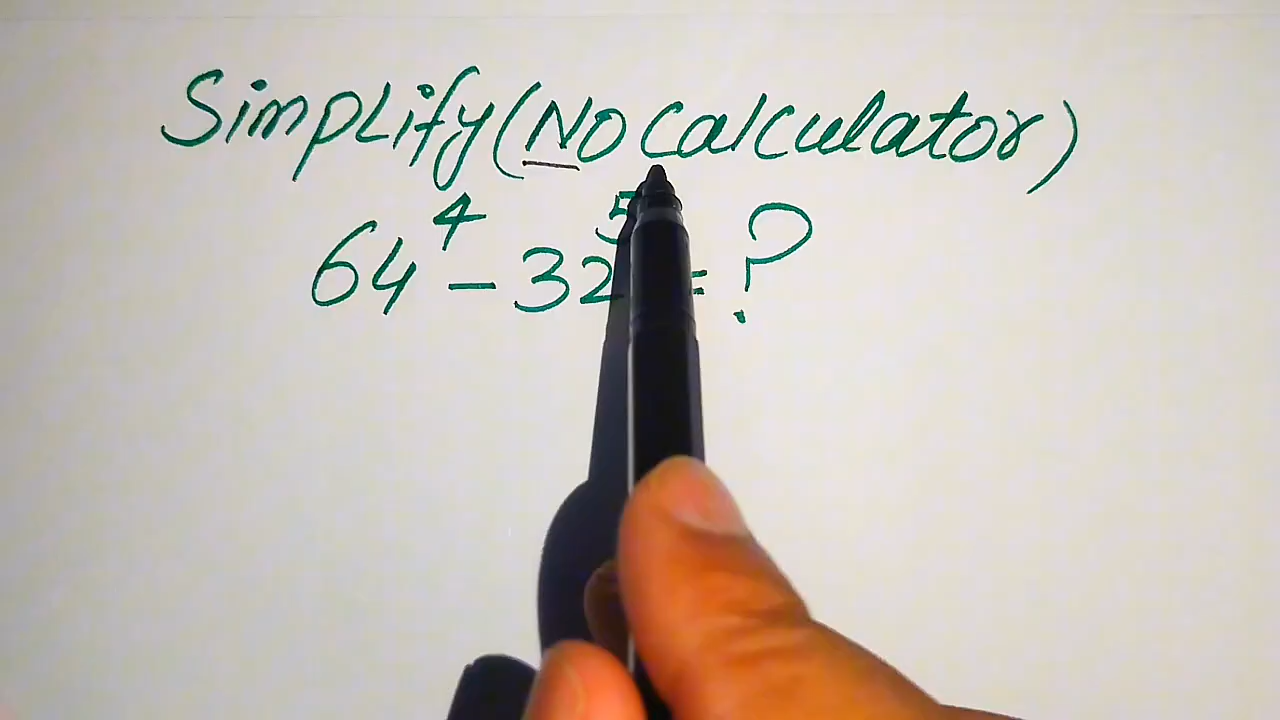 Simplify (No Calculator)
64⁴ - 32⁵ = ?